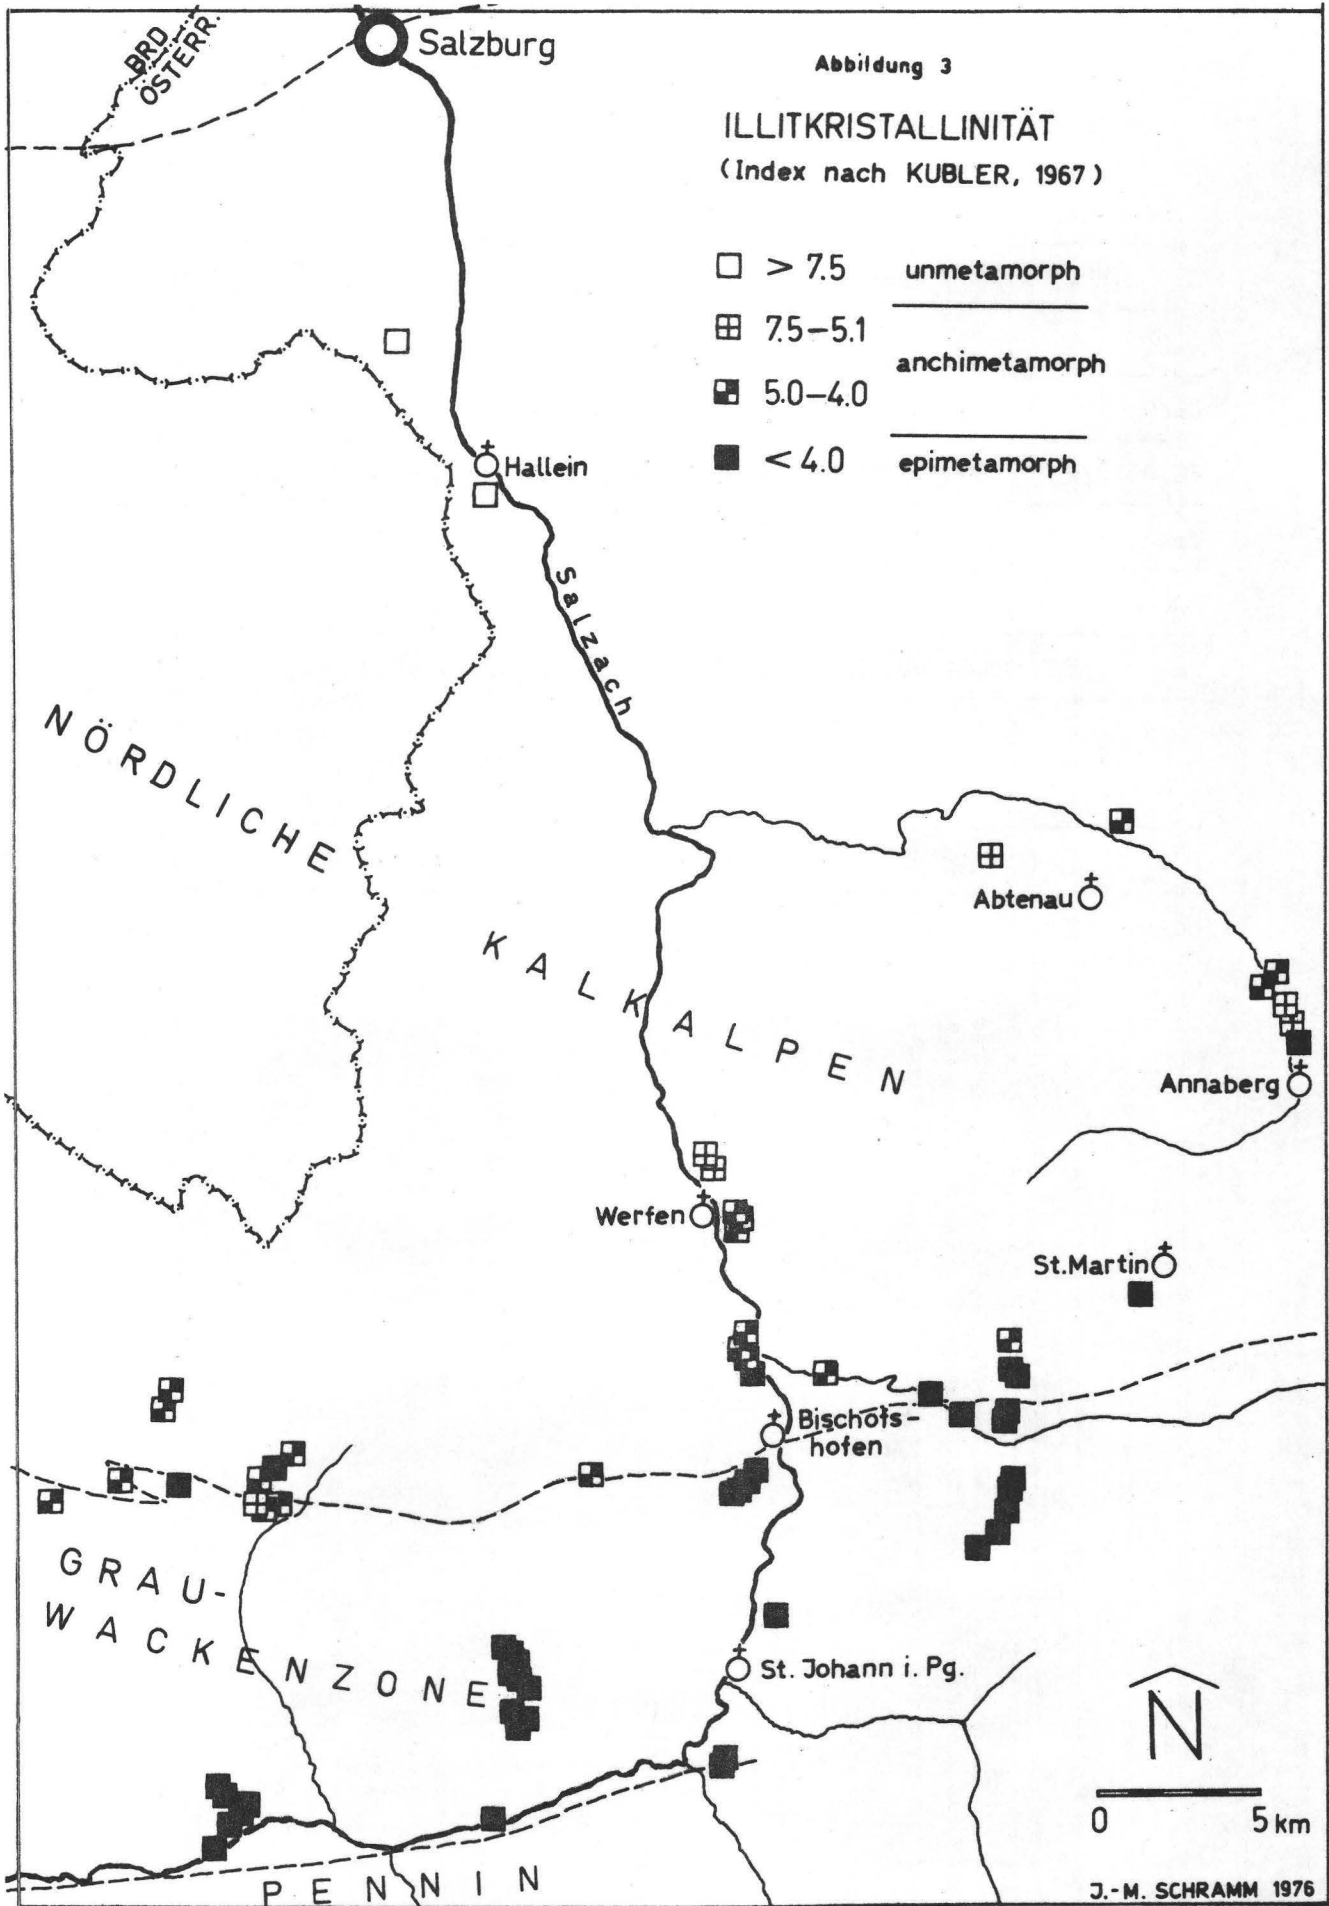 BRD
ÖSTERR.
Salzburg
Abbildung 3
ILLITKRISTALLINITÄT
(Index nach KUBLER, 1967)
> 7.5 unmetamorph
7.5–5.1
anchimetamorph
5.0–4.0
< 4.0 epimetamorph
Hallein
Salzach
NÖRDLICHE
KALKALPEN
Abtenau
Annaberg
Werfen
St. Martin
Bischofs-
hofen
GRAU-
WACKENZONE
St. Johann i. Pg.
N
0 5 km
PENNIN
J.-M. SCHRAMM 1976